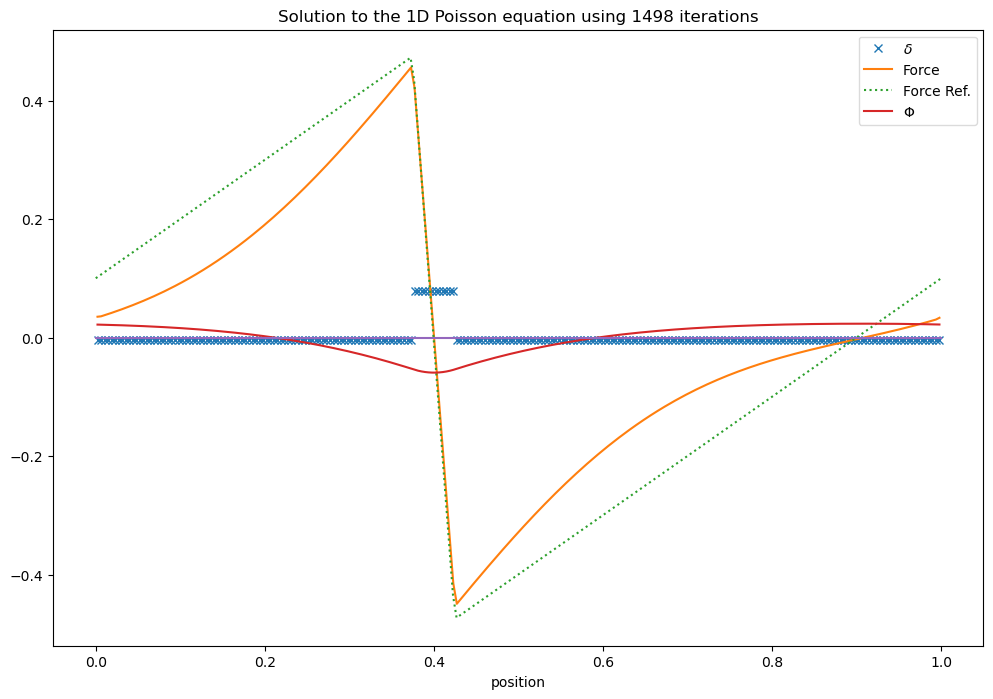 Solution to the 1D Poisson equation using 1498 iterations
δ
Force
Force Ref.
Φ
0.4
0.2
0.0
−0.2
−0.4
0.0 0.2 0.4 0.6 0.8 1.0
position